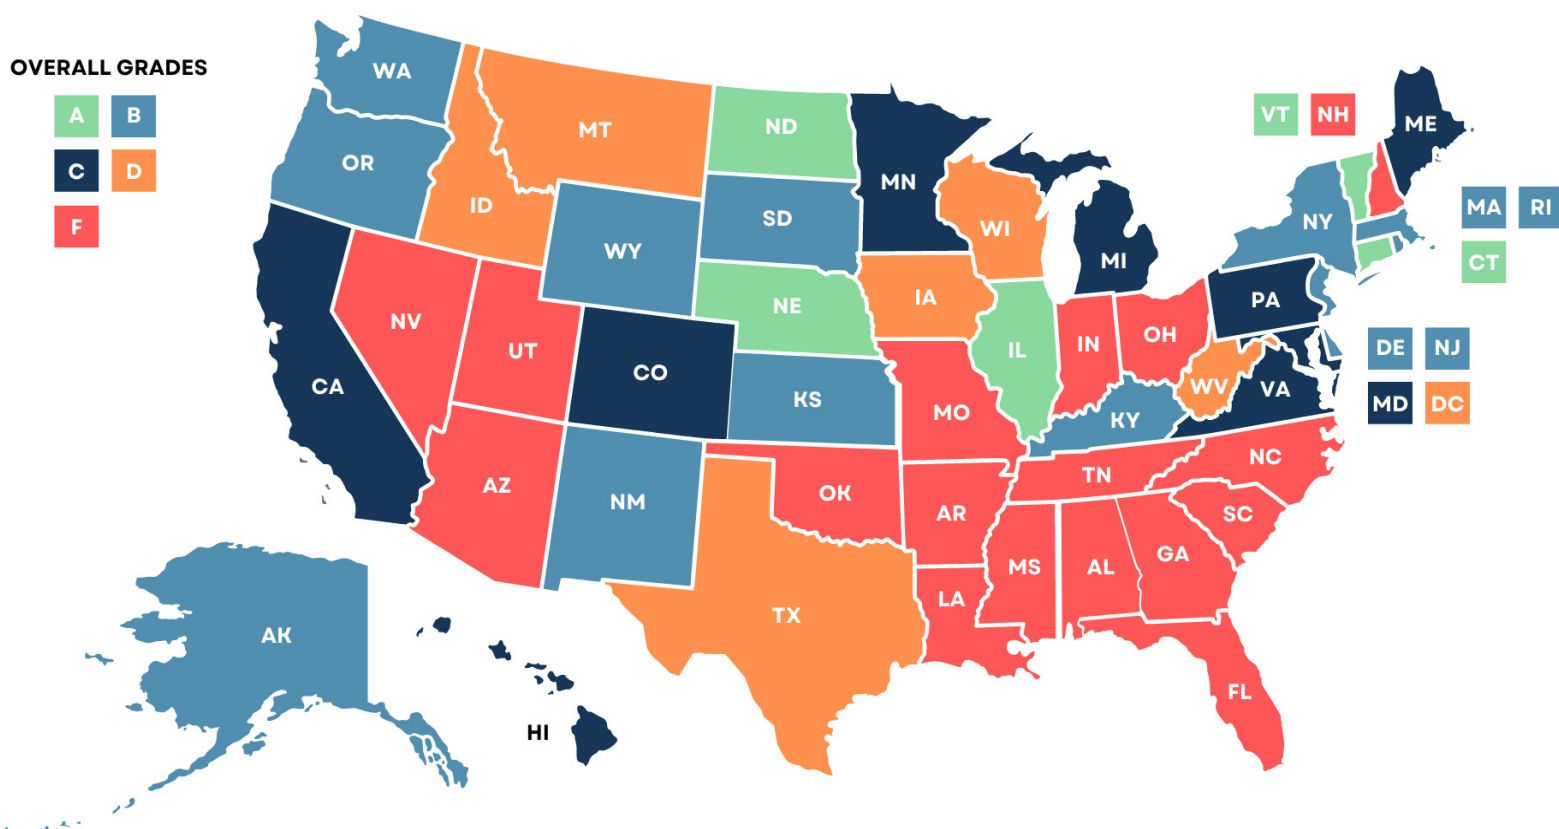 OVERALL GRADES
A B
C D
F
WA
OR
CA
NV
ID
MT
WY
UT
AZ
CO
NM
ND
SD
NE
KS
OK
TX
MN
IA
MO
AR
LA
WI
IL
MI
IN
OH
KY
TN
MS
AL
GA
FL
SC
NC
VA
WV
PA
NY
ME
VT NH
MA RI
CT
DE NJ
MD DC
AK
HI